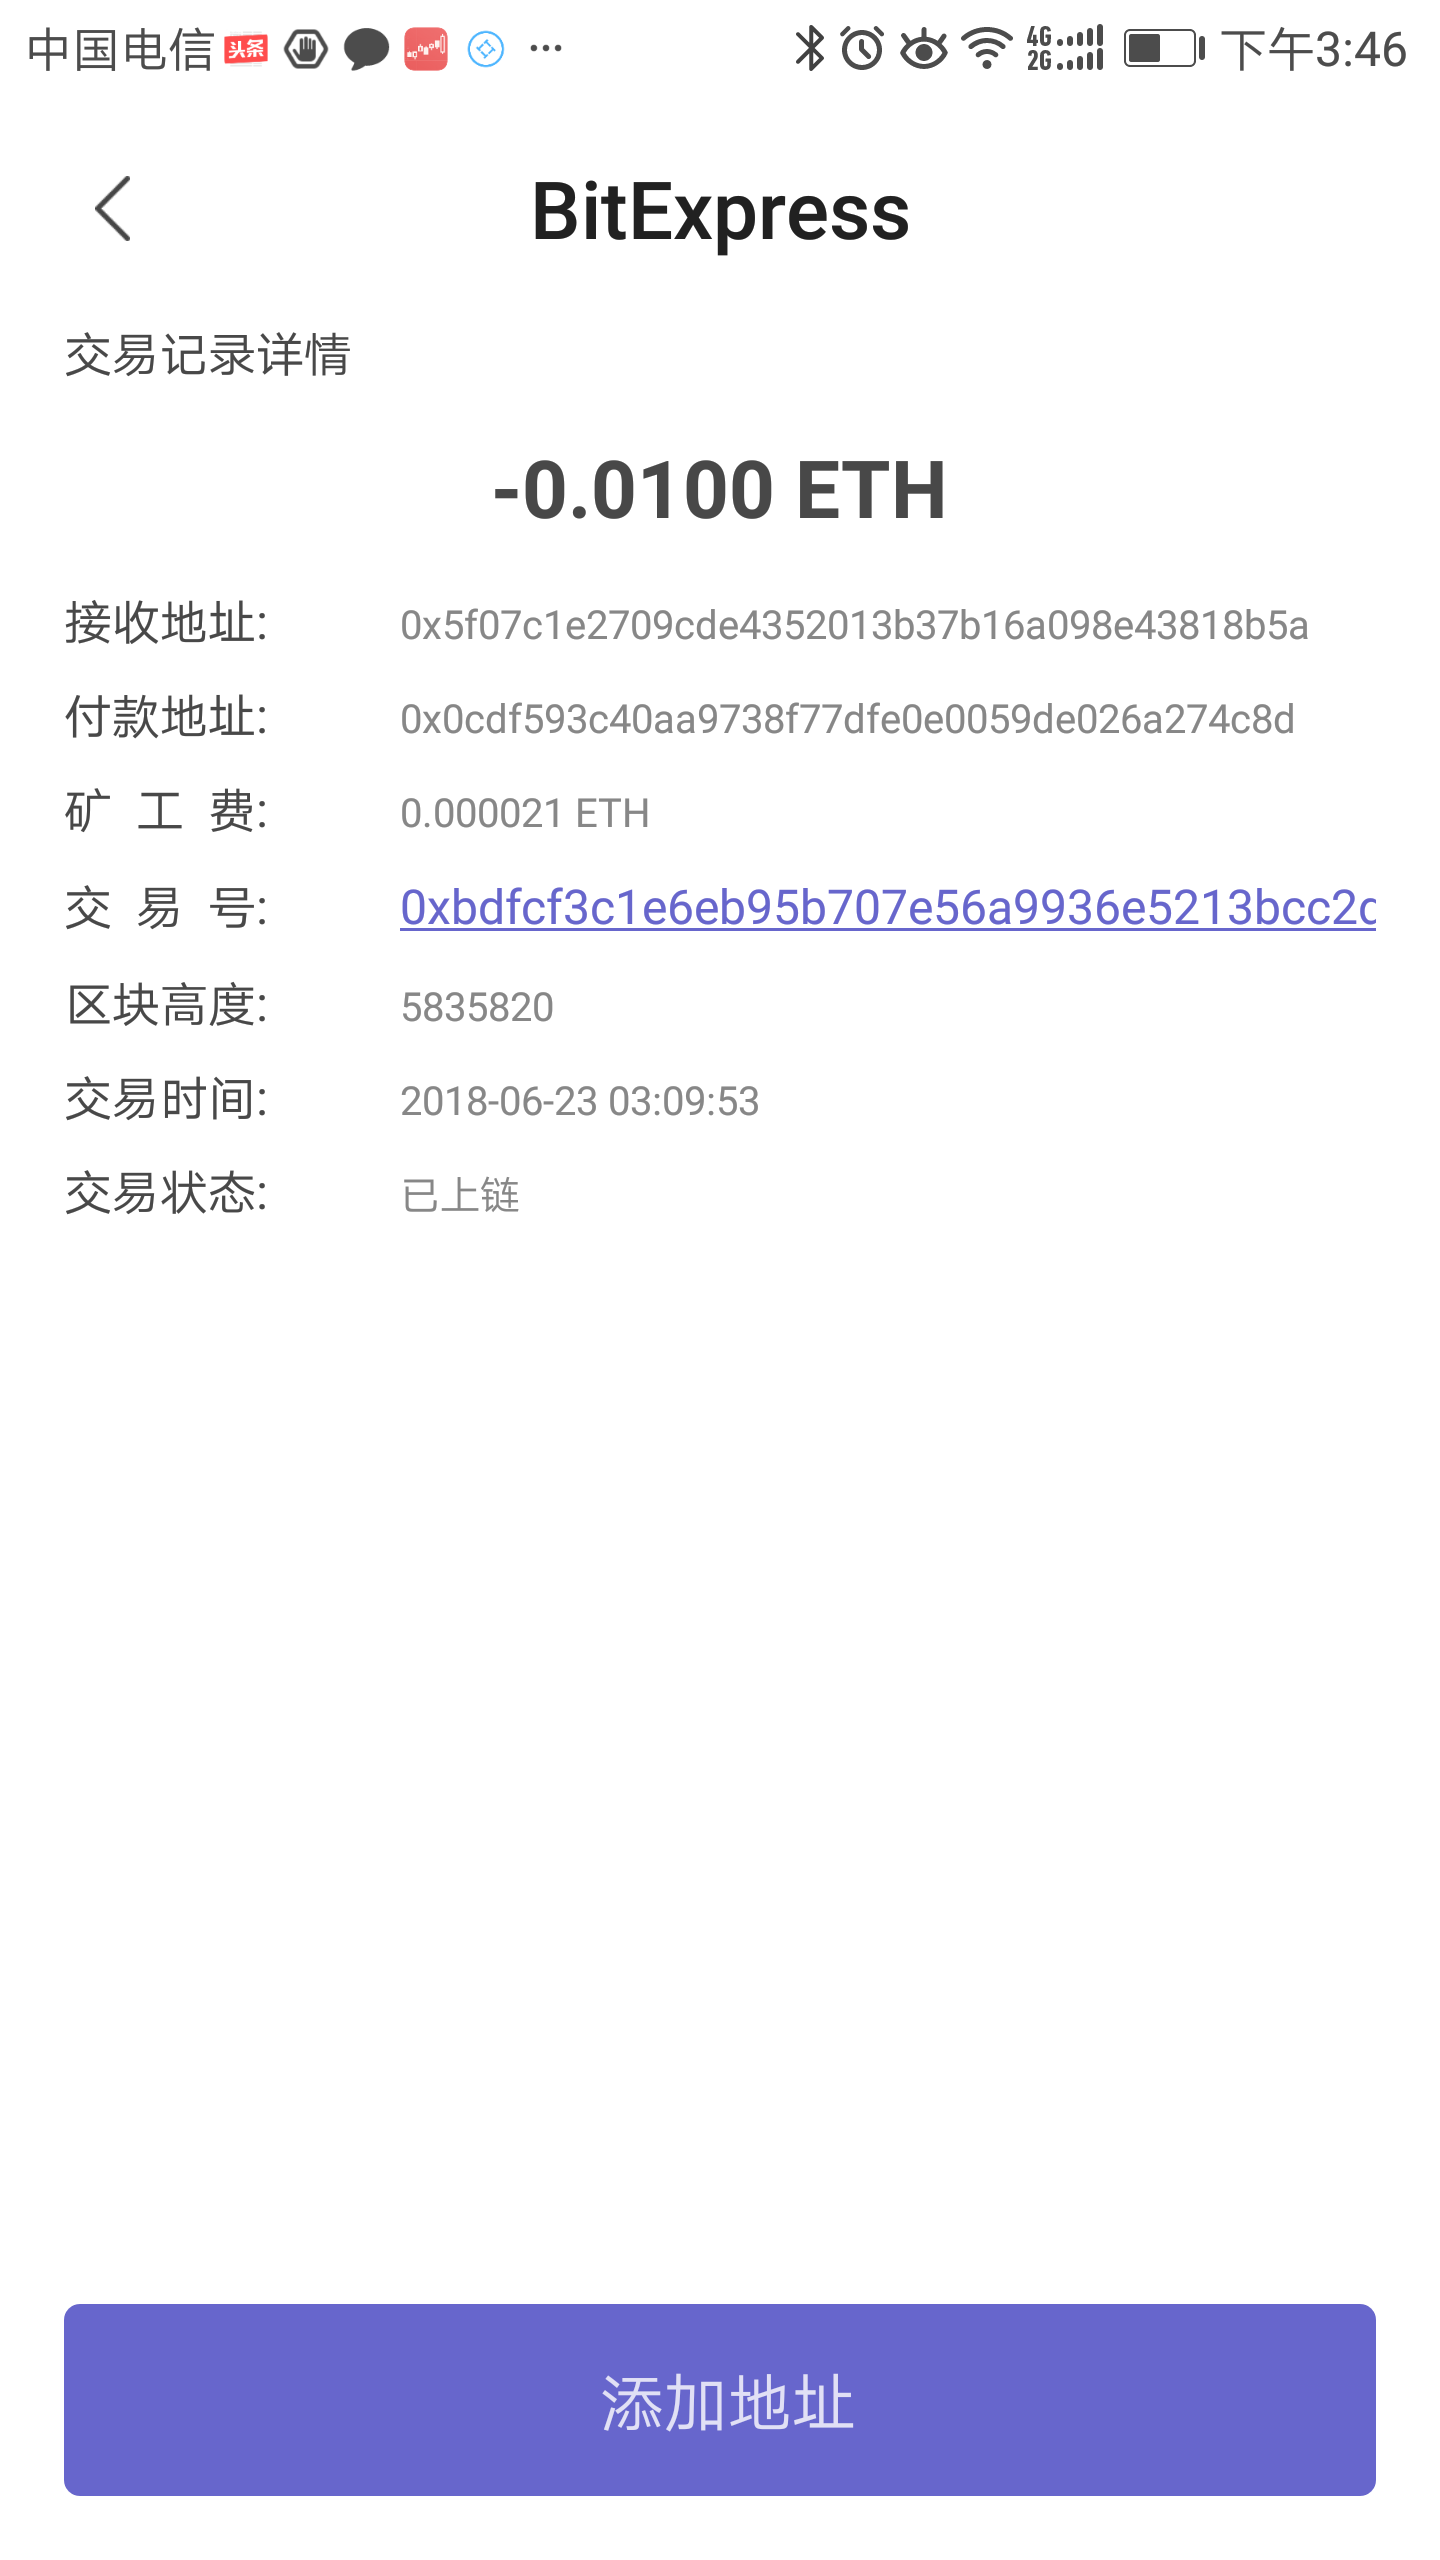 中国电信 头条 ... 4G 2G 下午3:46
BitExpress
交易记录详情
-0.0100 ETH
接收地址: 0x5f07c1e2709cde4352013b37b16a098e43818b5a
付款地址: 0x0cdf593c40aa9738f77dfe0e0059de026a274c8d
矿 工 费: 0.000021 ETH
交 易 号: 0xbdfcf3c1e6eb95b707e56a9936e5213bcc2
区块高度: 5835820
交易时间: 2018-06-23 03:09:53
交易状态: 已上链
添加地址